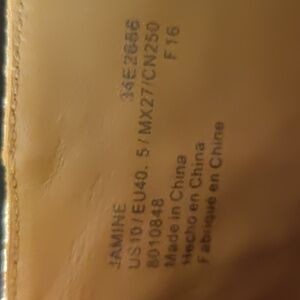 JAMINE 34E2686
US10/EU40.5/MX27/CN250
8010848 F16
Made in China
Hecho en China
Fabriqué en Chine